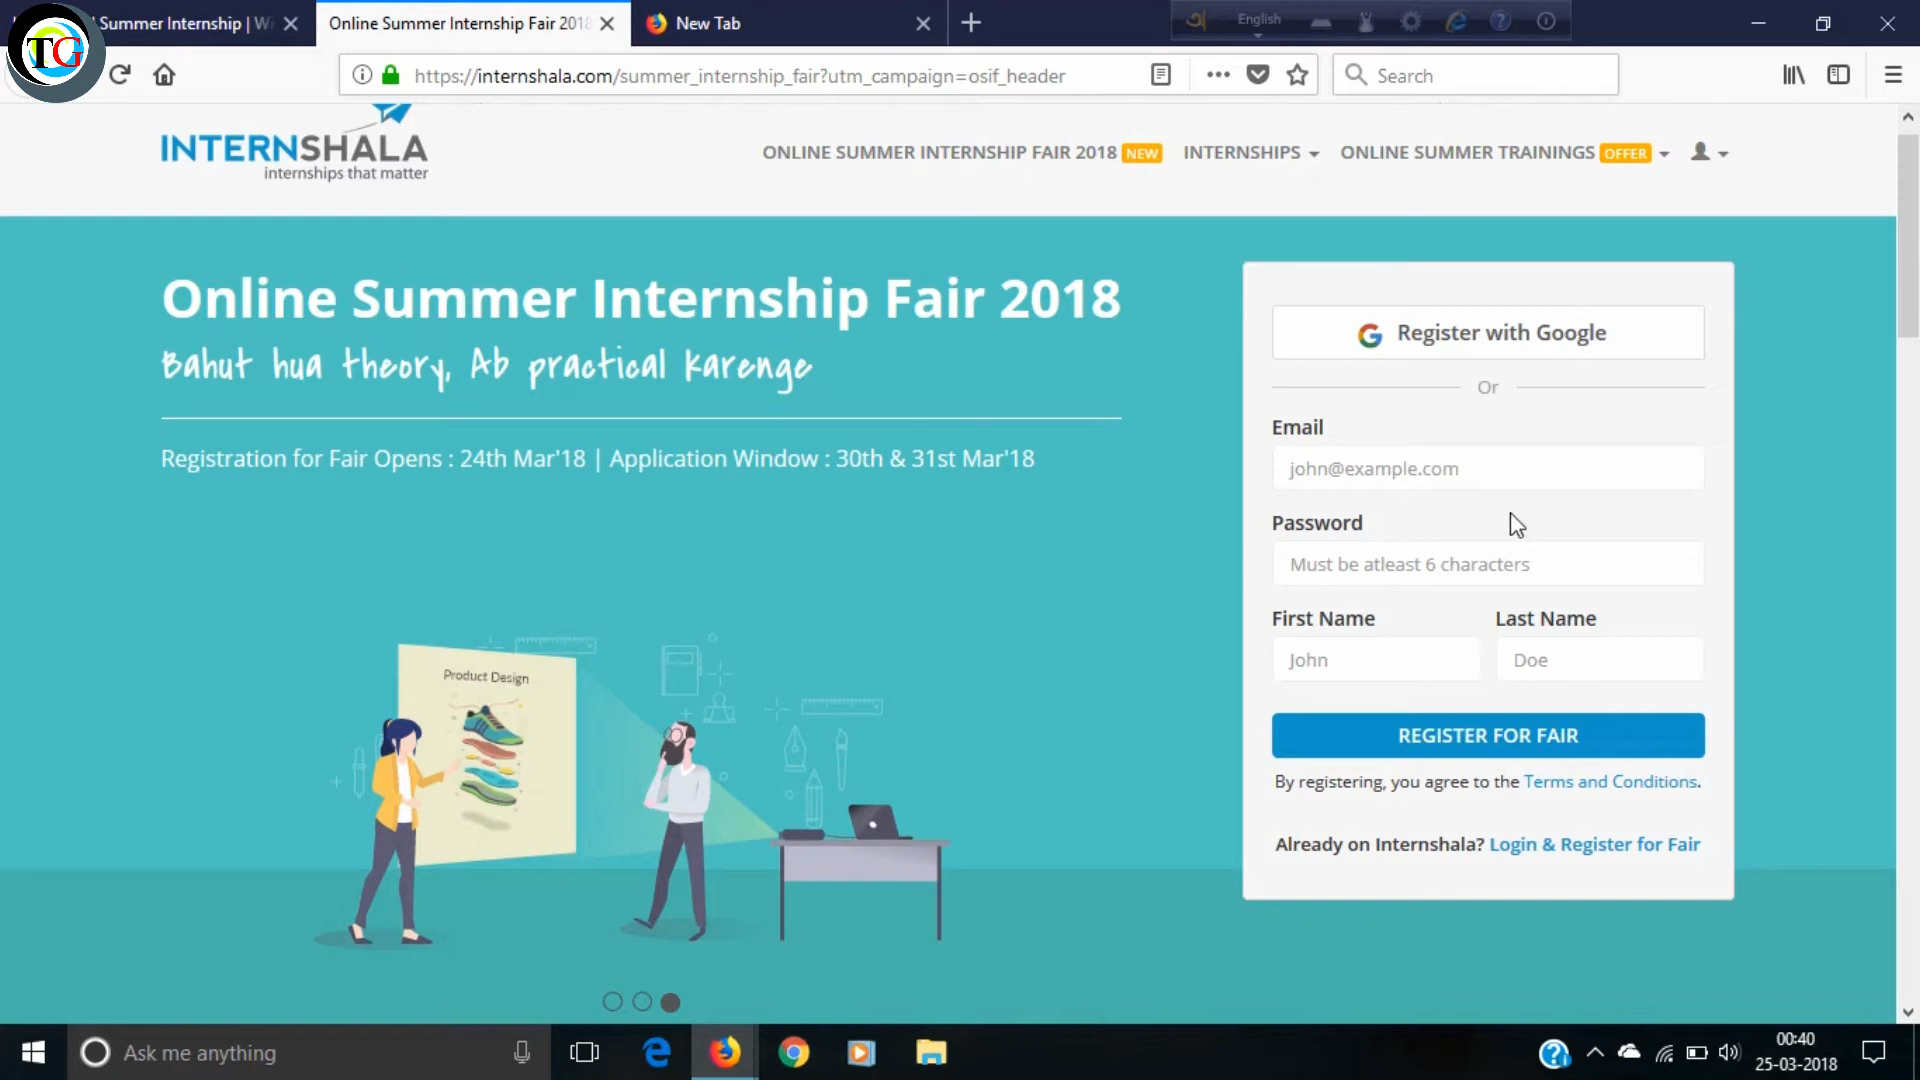 TG
Summer Internship | Wi
Online Summer Internship Fair 2018
New Tab
English
https://internshala.com/summer_internship_fair?utm_campaign=osif_header
Search
INTERNSHALA
internships that matter
ONLINE SUMMER INTERNSHIP FAIR 2018 NEW
INTERNSHIPS
ONLINE SUMMER TRAININGS OFFER
Online Summer Internship Fair 2018
Bahut hua theory, Ab practical karenge
Registration for Fair Opens : 24th Mar'18 | Application Window : 30th & 31st Mar'18
Product Design
Register with Google
Or
Email
john@example.com
Password
Must be atleast 6 characters
First Name Last Name
John Doe
REGISTER FOR FAIR
By registering, you agree to the Terms and Conditions.
Already on Internshala? Login & Register for Fair
Ask me anything
00:40
25-03-2018